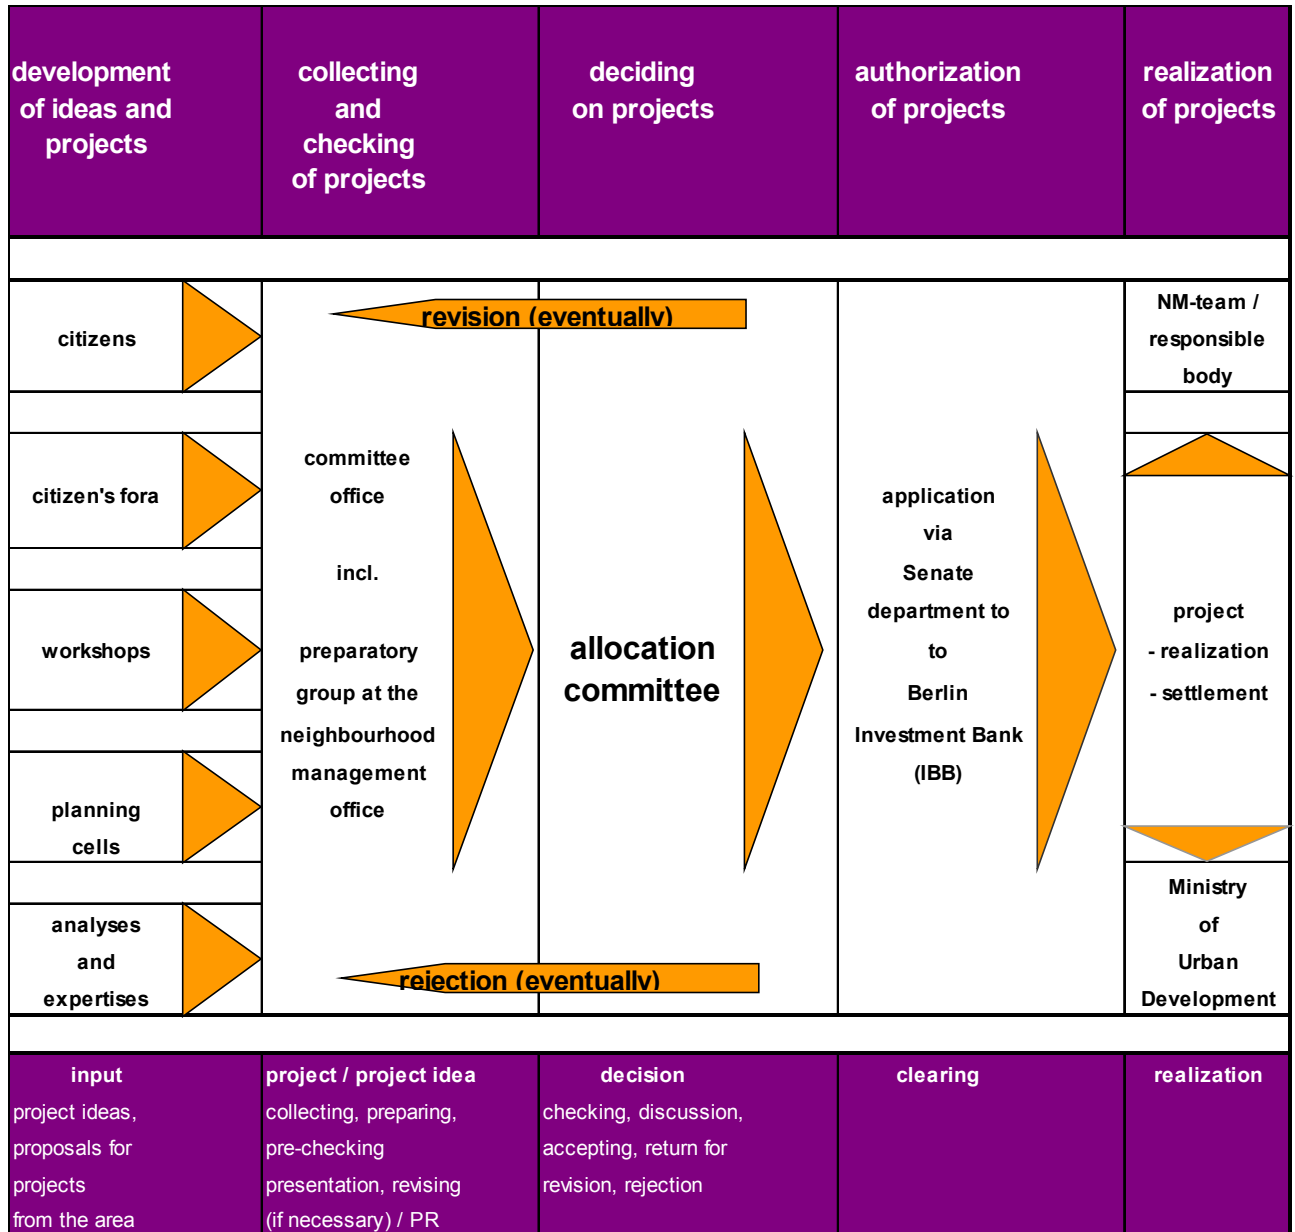 development
of ideas and
projects
collecting
and
checking
of projects
deciding
on projects
authorization
of projects
realization
of projects
citizens
citizen's fora
workshops
planning
cells
analyses
and
expertises
revision (eventually)
committee
office
incl.
preparatory
group at the
neighbourhood
management
office
rejection (eventually)
allocation
committee
application
via
Senate
department to
to
Berlin
Investment Bank
(IBB)
NM-team /
responsible
body
project
- realization
- settlement
Ministry
of
Urban
Development
input
project ideas,
proposals for
projects
from the area
project / project idea
collecting, preparing,
pre-checking
presentation, revising
(if necessary) / PR
decision
checking, discussion,
accepting, return for
revision, rejection
clearing
realization